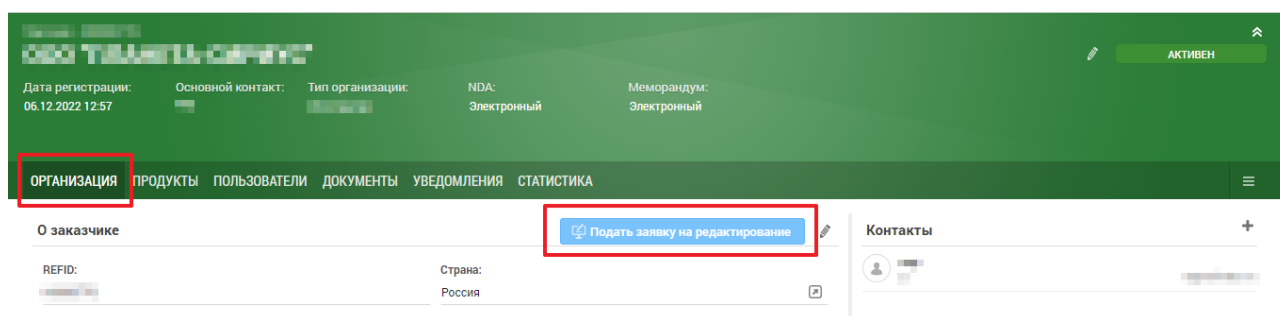 АКТИВЕН
Дата регистрации: Основной контакт: Тип организации: NDA: Меморандум:
06.12.2022 12:57 Электронный Электронный
ОРГАНИЗАЦИЯ ПРОДУКТЫ ПОЛЬЗОВАТЕЛИ ДОКУМЕНТЫ УВЕДОМЛЕНИЯ СТАТИСТИКА
О заказчике Подать заявку на редактирование Контакты
REFID: Страна:
Россия